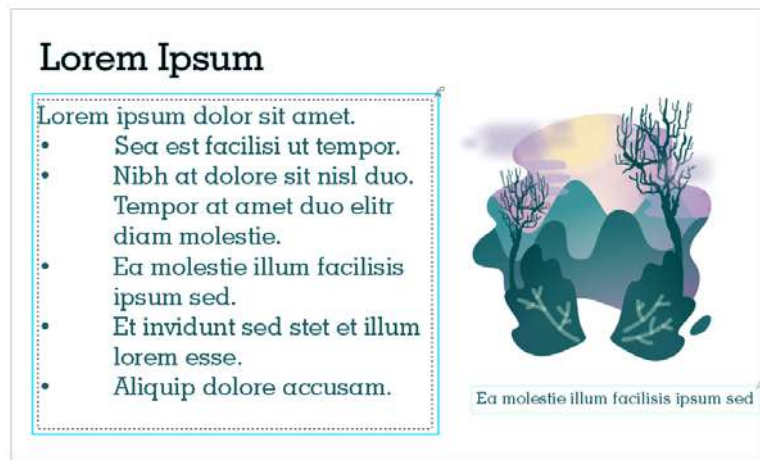 Lorem Ipsum
Lorem ipsum dolor sit amet.
• Sea est facilisi ut tempor.
• Nibh at dolore sit nisl duo.
Tempor at amet duo elitr
diam molestie.
• Ea molestie illum facilisis
ipsum sed.
• Et invidunt sed stet et illum
lorem esse.
• Aliquip dolore accusam.
Ea molestie illum facilisis ipsum sed